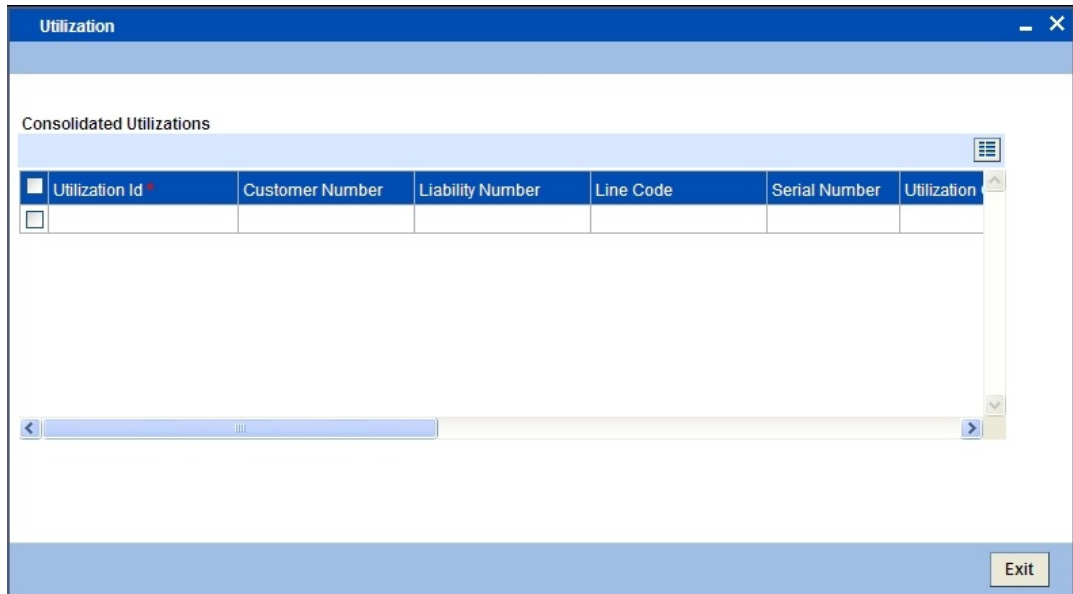 Utilization
Consolidated Utilizations
Utilization Id * Customer Number Liability Number Line Code Serial Number Utilization
Exit